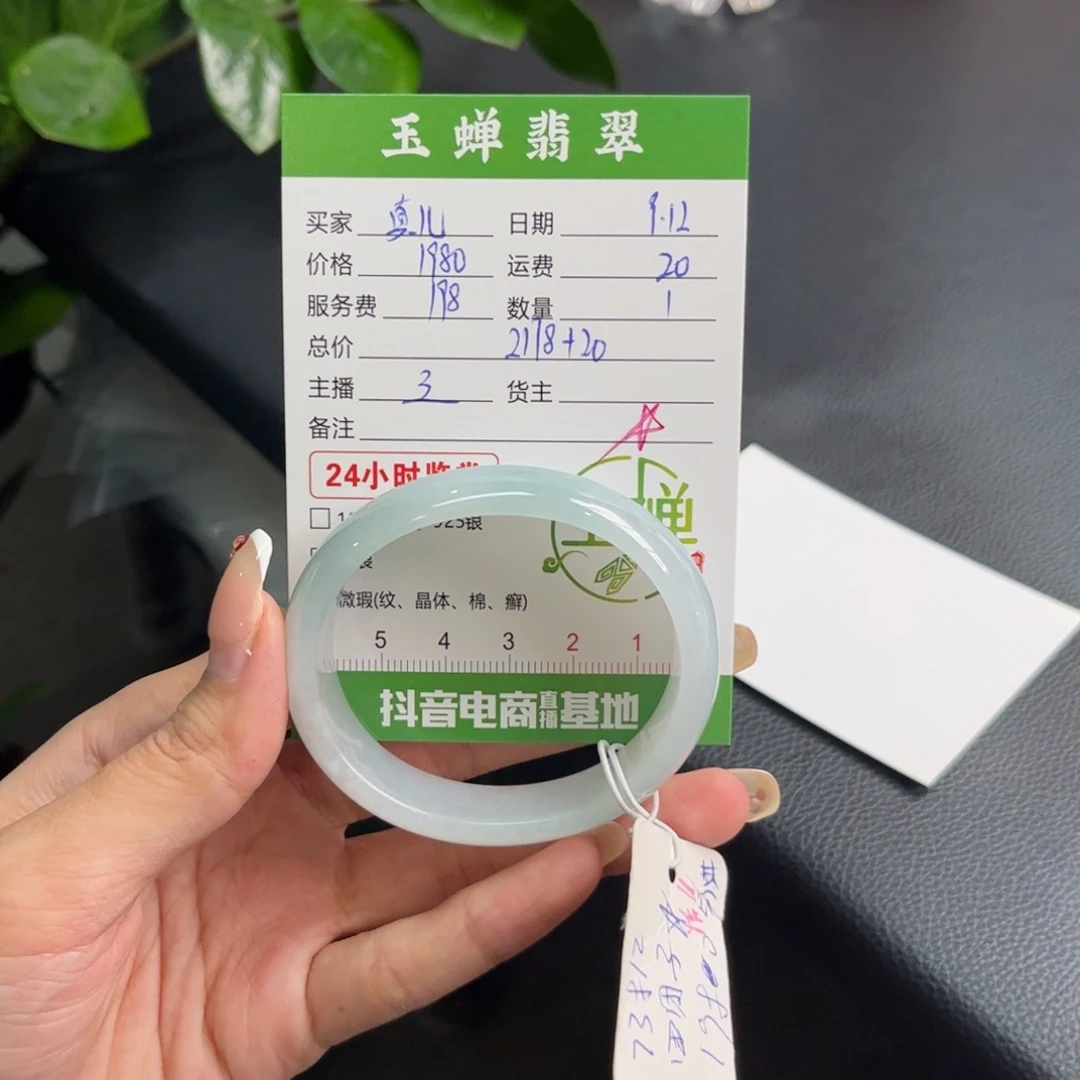 玉蝉翡翠
买家 真儿 日期 9.12
价格 1980 运费 20
服务费 198 数量 1
总价 2178+20
主播 3 货主
备注
24小时
925银
微瑕(纹、晶体、棉、癣)
5 4 3 2 1
抖音电商直播基地